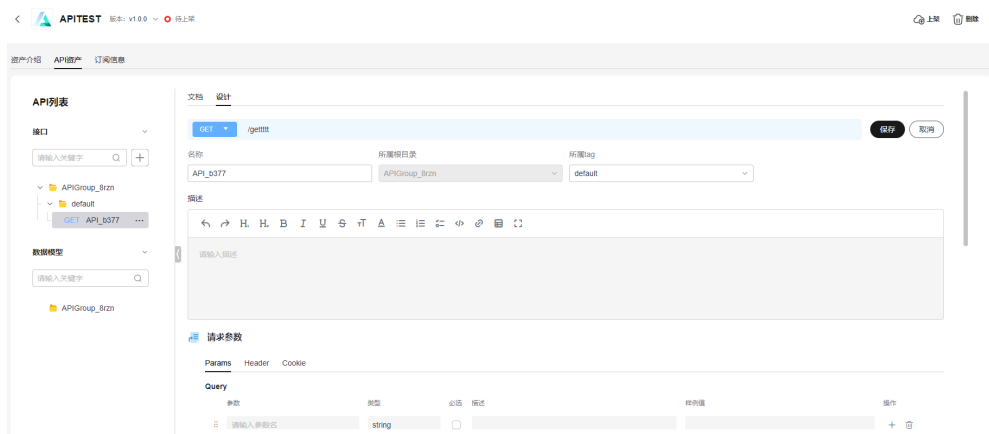 APITEST 版本: v1.0.0 待上架 上架 删除
资产介绍 API资产 订阅信息
API列表
接口
请输入关键字
APIGroup_8rzn
default
GET API_b377
数据模型
请输入关键字
APIGroup_8rzn
文档 设计
GET /gettttt 保存 取消
名称 所属根目录 所属tag
API_b377 APIGroup_8rzn default
描述
请输入描述
请求参数
Params Header Cookie
Query
参数 类型 必选 描述 样例值 操作
请输入参数名 string